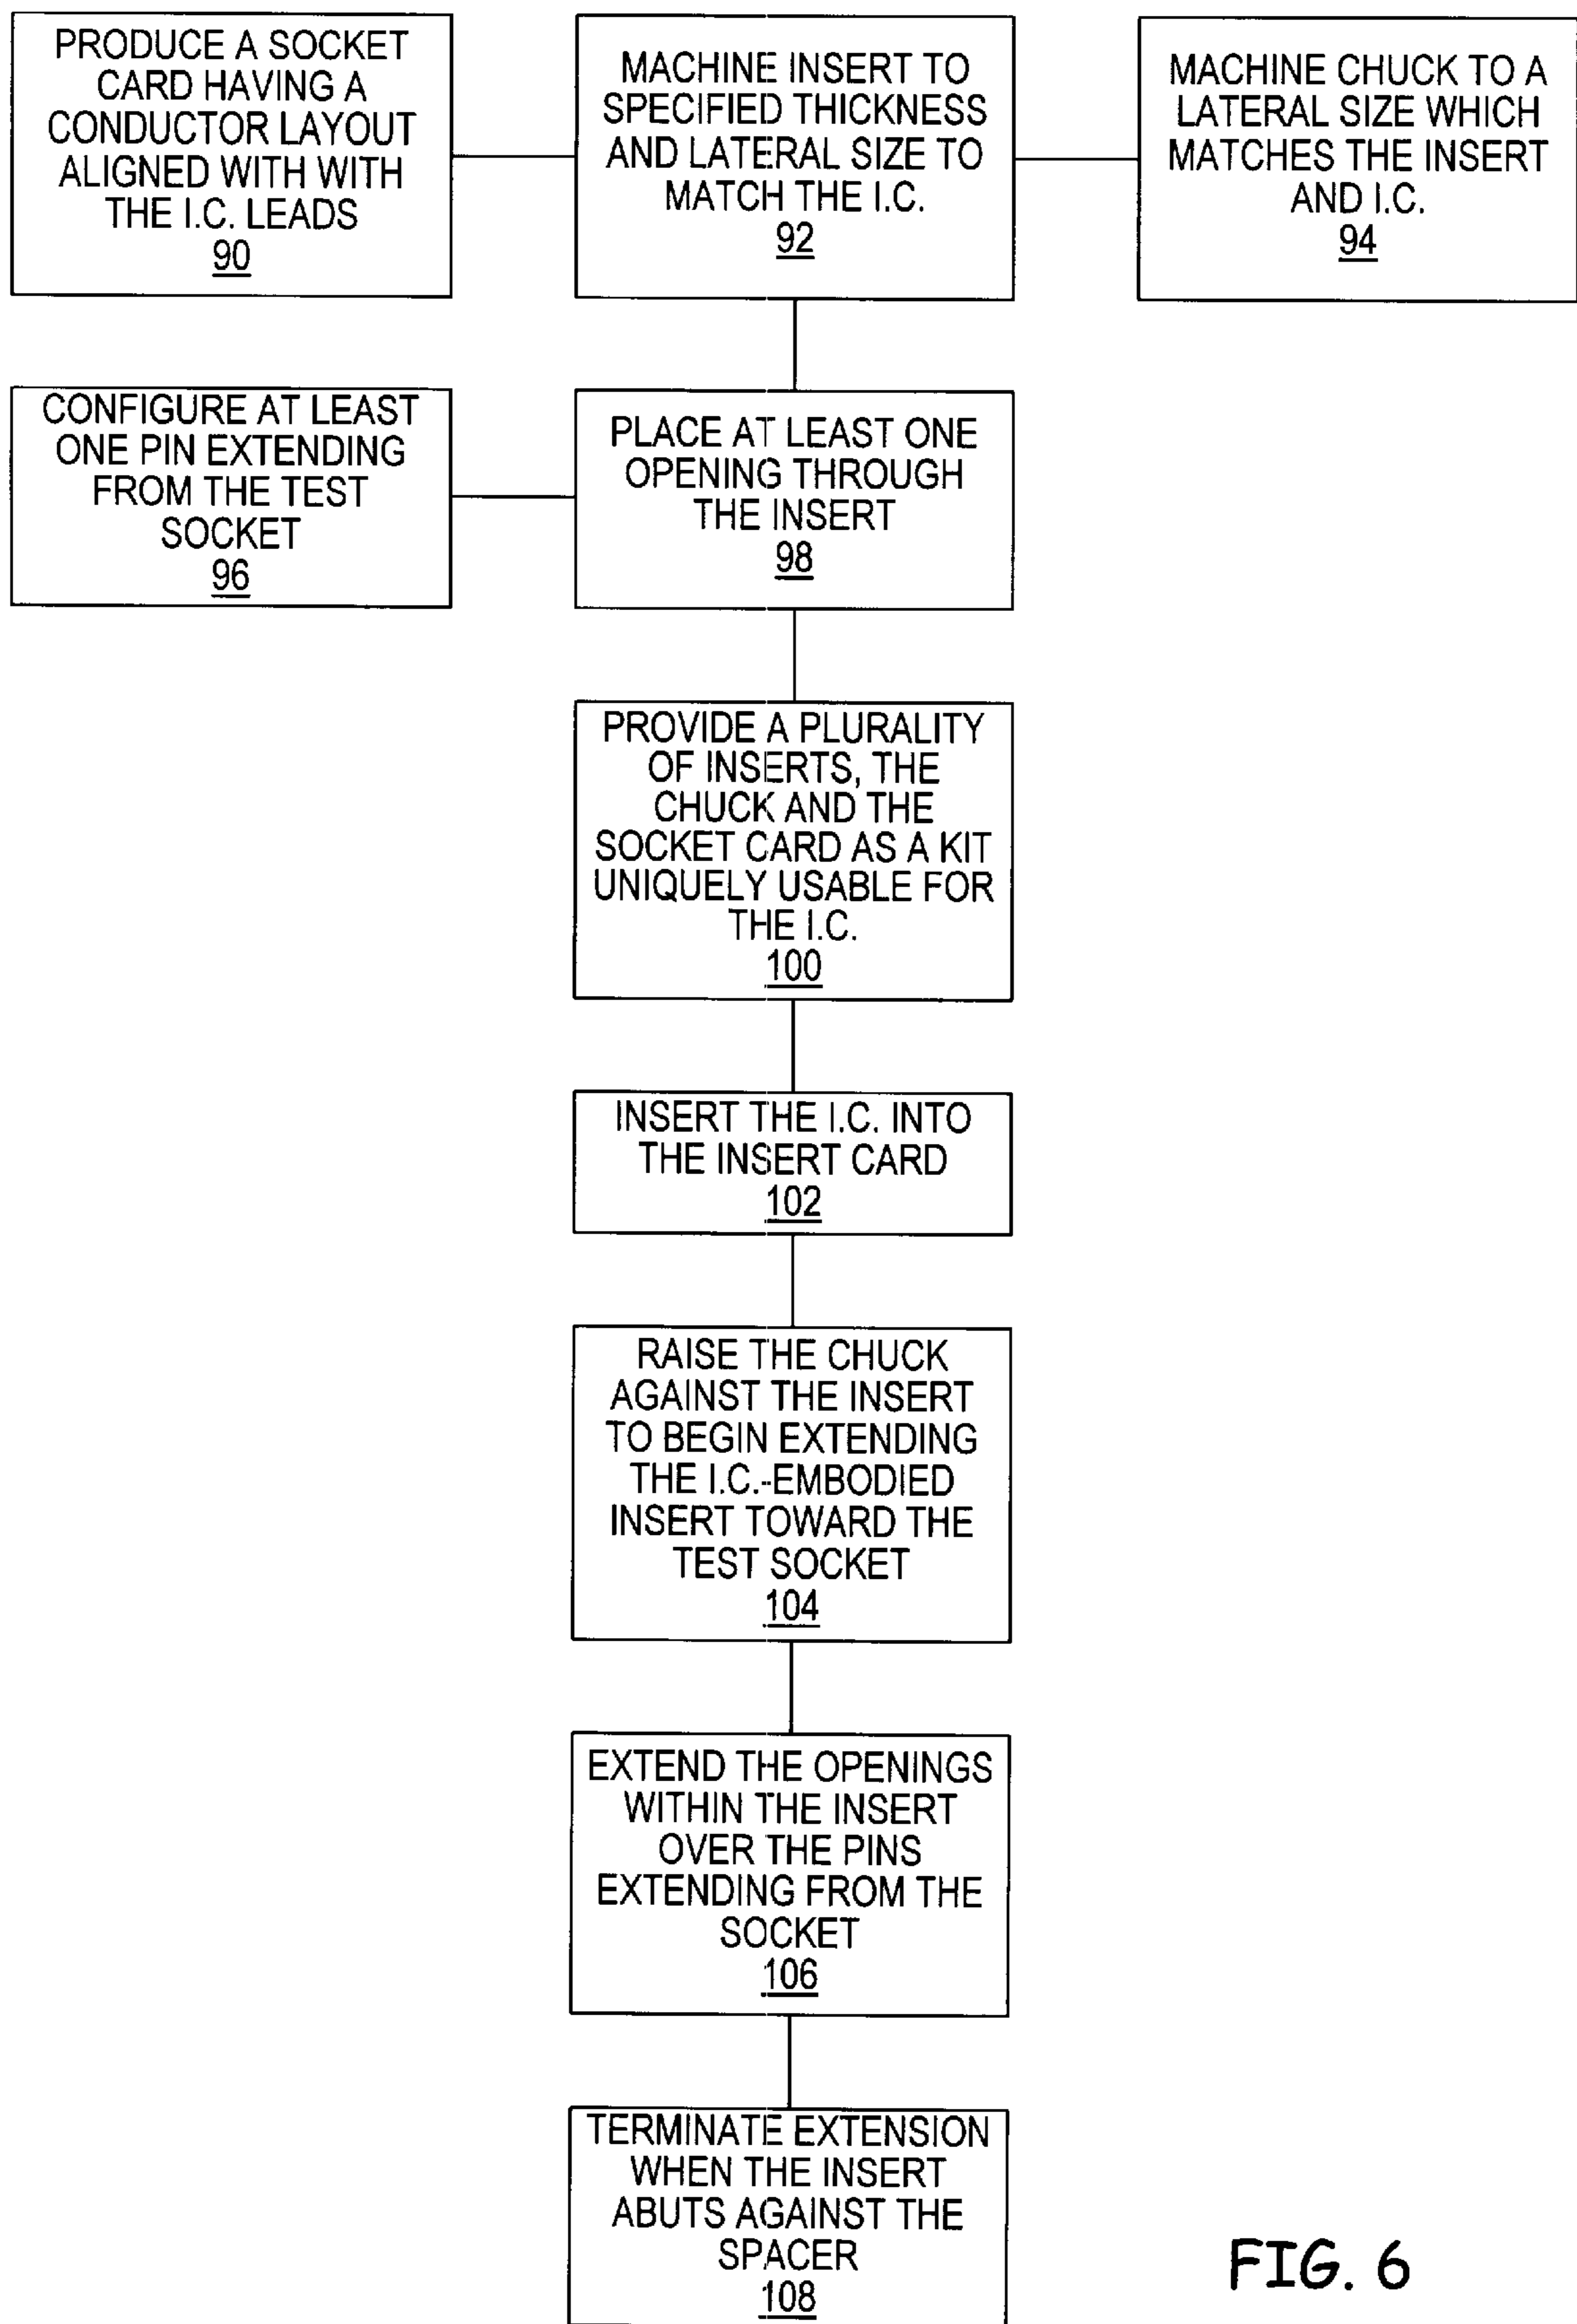 PRODUCE A SOCKET
CARD HAVING A
CONDUCTOR LAYOUT
ALIGNED WITH WITH
THE I.C. LEADS
90
MACHINE INSERT TO
SPECIFIED THICKNESS
AND LATERAL SIZE TO
MATCH THE I.C.
92
MACHINE CHUCK TO A
LATERAL SIZE WHICH
MATCHES THE INSERT
AND I.C.
94
CONFIGURE AT LEAST
ONE PIN EXTENDING
FROM THE TEST
SOCKET
96
PLACE AT LEAST ONE
OPENING THROUGH
THE INSERT
98
PROVIDE A PLURALITY
OF INSERTS, THE
CHUCK AND THE
SOCKET CARD AS A KIT
UNIQUELY USABLE FOR
THE I.C.
100
INSERT THE I.C. INTO
THE INSERT CARD
102
RAISE THE CHUCK
AGAINST THE INSERT
TO BEGIN EXTENDING
THE I.C.-EMBODIED
INSERT TOWARD THE
TEST SOCKET
104
EXTEND THE OPENINGS
WITHIN THE INSERT
OVER THE PINS
EXTENDING FROM THE
SOCKET
106
TERMINATE EXTENSION
WHEN THE INSERT
ABUTS AGAINST THE
SPACER
108
FIG. 6